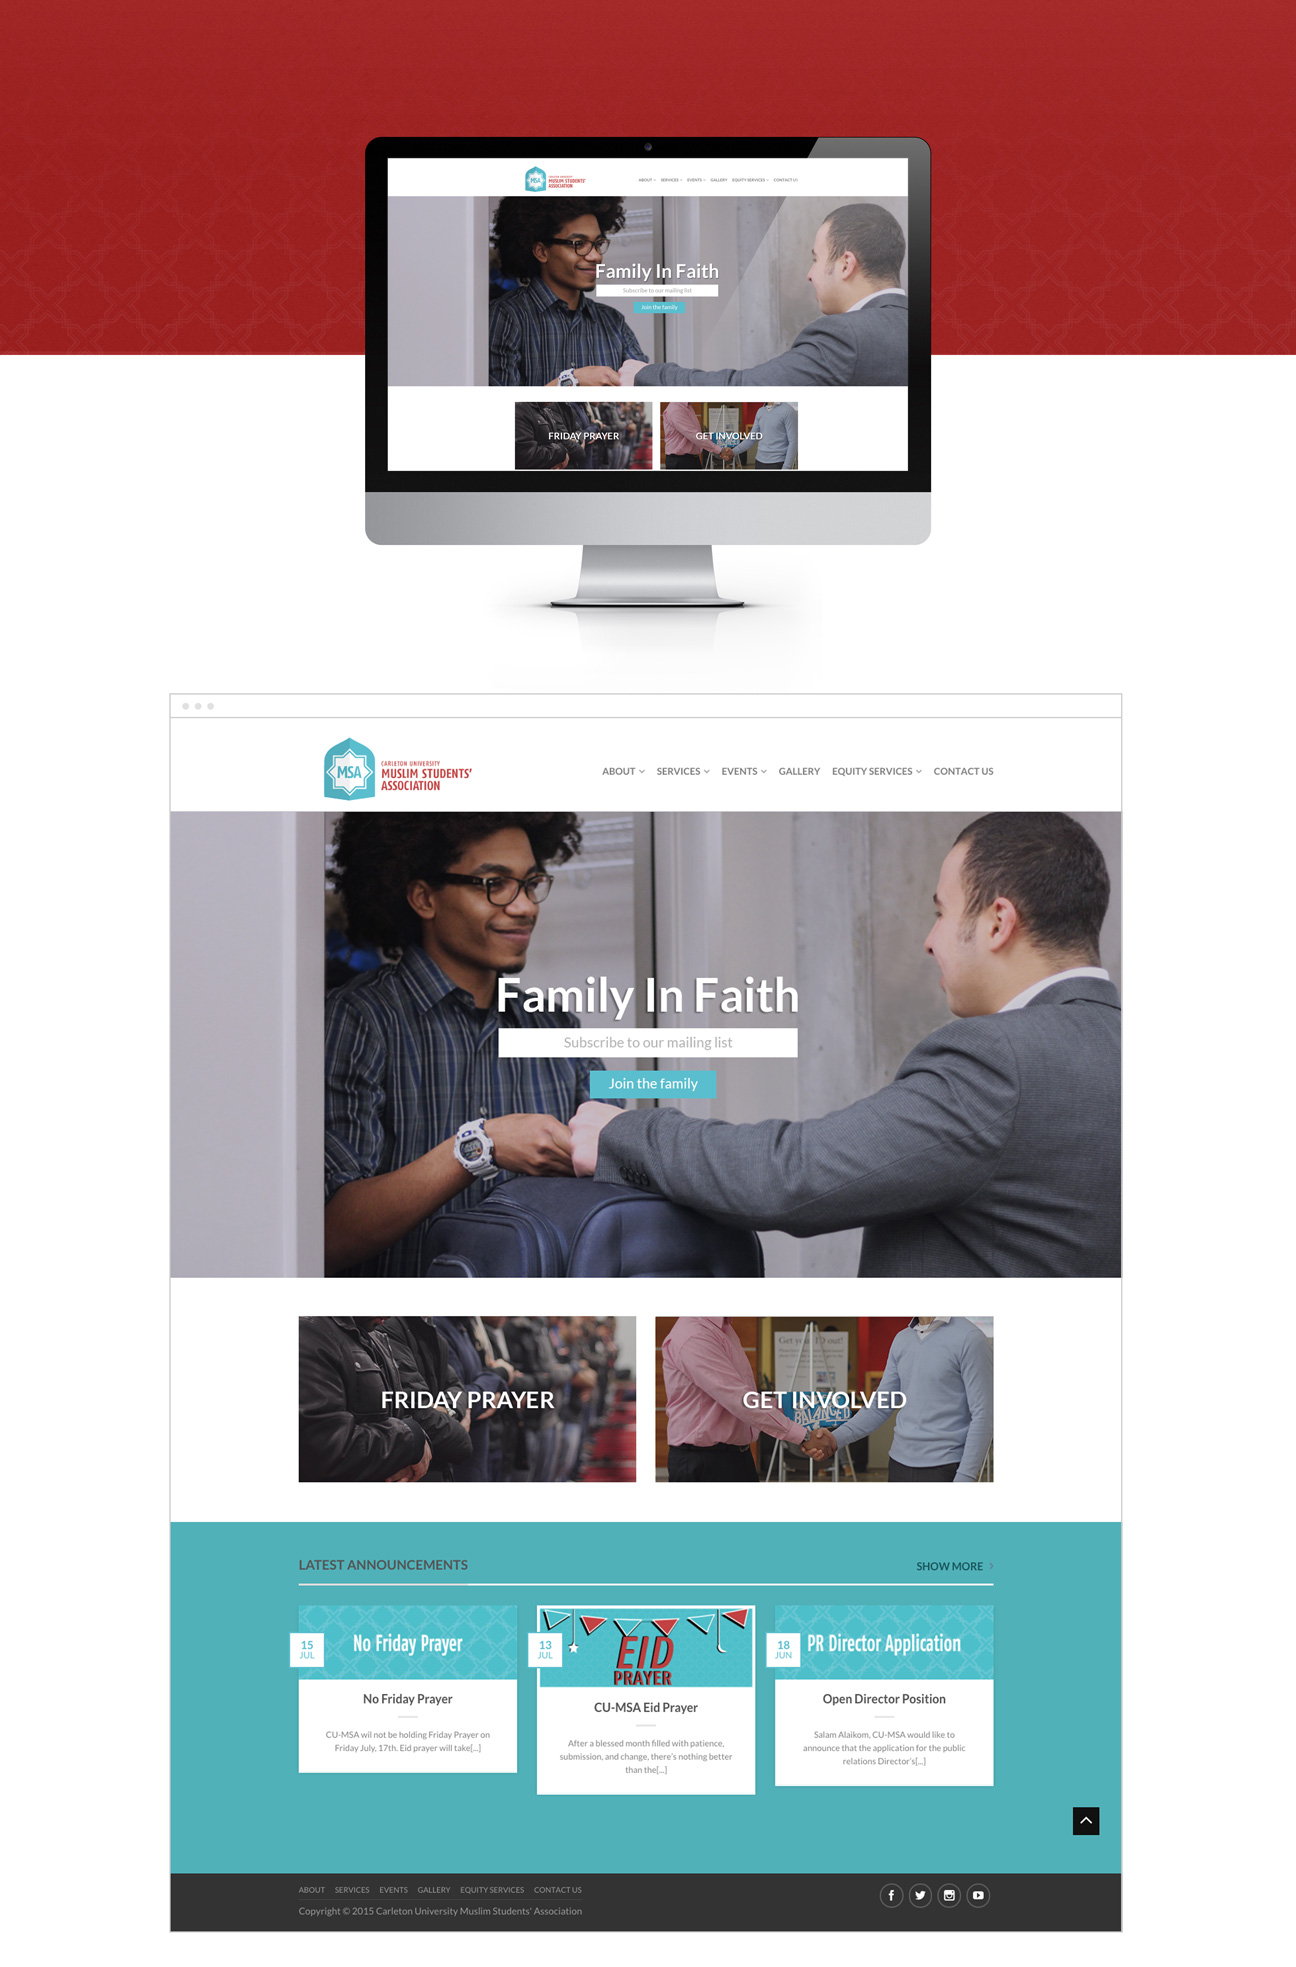 MSA
CARLETON UNIVERSITY
MUSLIM STUDENTS'
ASSOCIATION
ABOUT SERVICES EVENTS GALLERY EQUITY SERVICES CONTACT US
Family In Faith
Subscribe to our mailing list
Join the family
FRIDAY PRAYER GET INVOLVED
MSA
CARLETON UNIVERSITY
MUSLIM STUDENTS'
ASSOCIATION
ABOUT SERVICES EVENTS GALLERY EQUITY SERVICES CONTACT US
Family In Faith
Subscribe to our mailing list
Join the family
FRIDAY PRAYER GET INVOLVED
BALANCED
LATEST ANNOUNCEMENTS SHOW MORE
15
JUL
No Friday Prayer
No Friday Prayer
CU-MSA wil not be holding Friday Prayer on
Friday July, 17th. Eid prayer will take[...]
13
JUL
EID
PRAYER
CU-MSA Eid Prayer
After a blessed month filled with patience,
submission, and change, there's nothing better
than the[...]
18
JUN
PR Director Application
Open Director Position
Salam Alaikom, CU-MSA would like to
announce that the application for the public
relations Director's[...]
ABOUT SERVICES EVENTS GALLERY EQUITY SERVICES CONTACT US
Copyright © 2015 Carleton University Muslim Students' Association